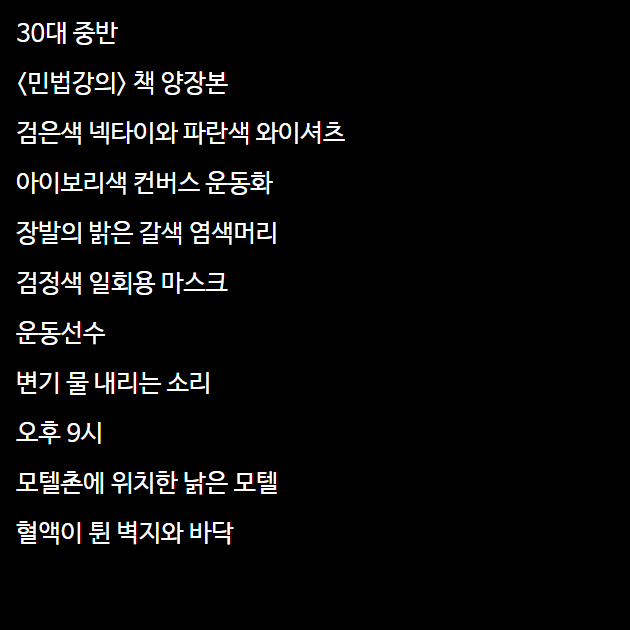 30대 중반
<민법강의> 책 양장본
검은색 넥타이와 파란색 와이셔츠
아이보리색 컨버스 운동화
장발의 밝은 갈색 염색머리
검정색 일회용 마스크
운동선수
변기 물 내리는 소리
오후 9시
모텔촌에 위치한 낡은 모텔
혈액이 튄 벽지와 바닥